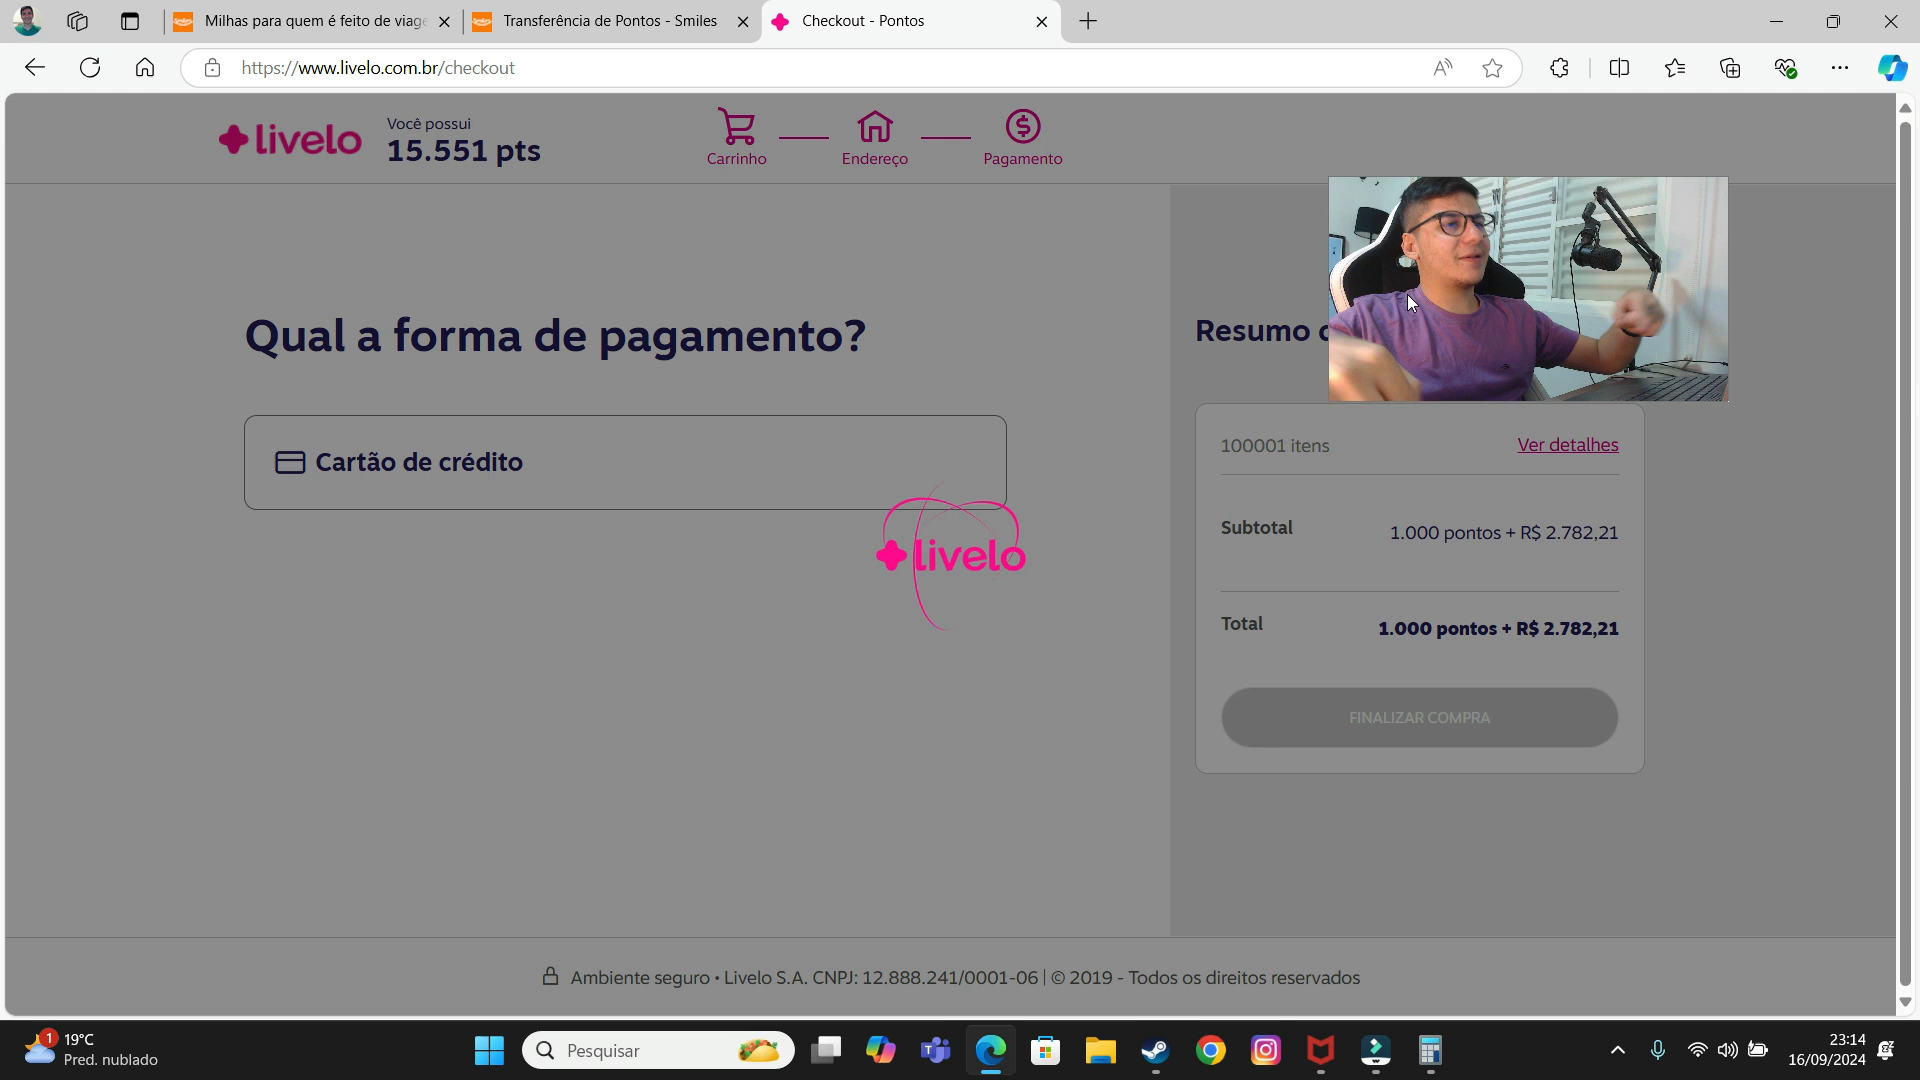 Milhas para quem é feito de viage
Transferência de Pontos - Smiles
Checkout - Pontos
https://www.livelo.com.br/checkout
livelo
Você possui
15.551 pts
Carrinho
Endereço
Pagamento
Qual a forma de pagamento?
Resumo
Cartão de crédito
100001 itens
Ver detalhes
livelo
Subtotal
1.000 pontos + R$ 2.782,21
Total
1.000 pontos + R$ 2.782,21
FINALIZAR COMPRA
Ambiente seguro • Livelo S.A. CNPJ: 12.888.241/0001-06 | © 2019 - Todos os direitos reservados
1
19°C
Pred. nublado
Pesquisar
23:14
16/09/2024